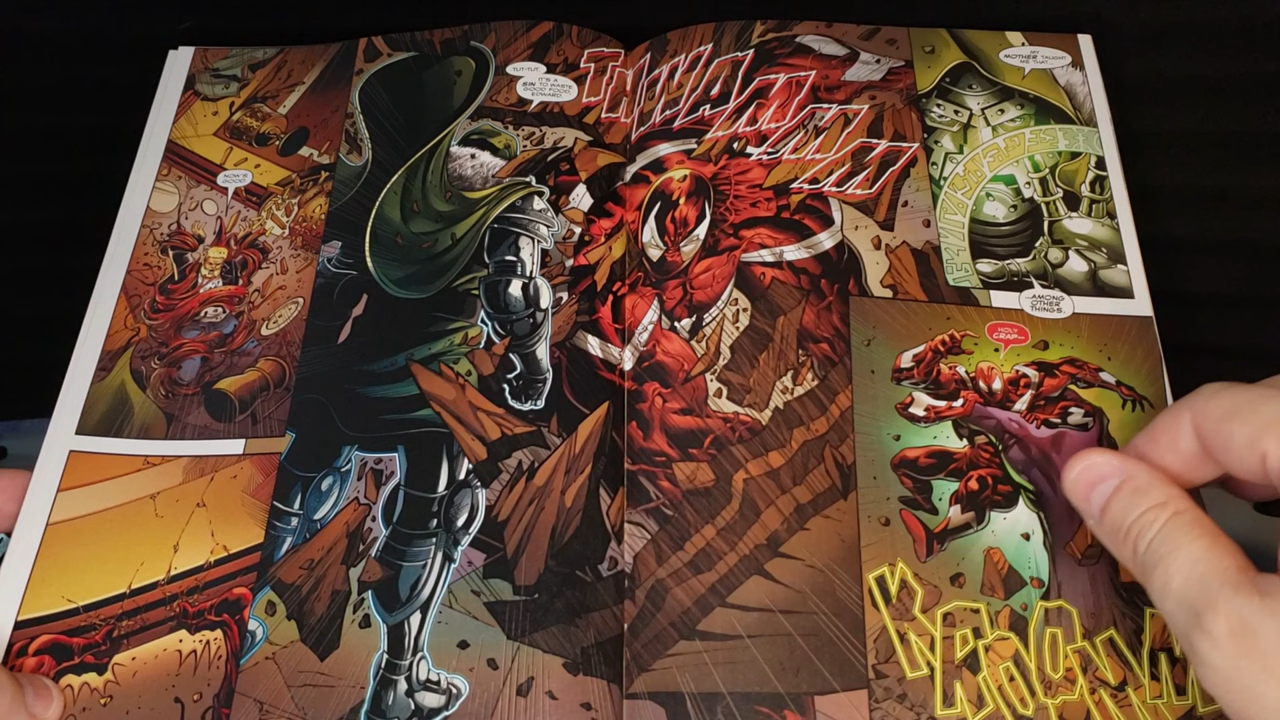 NOW'S
GOOD.
TUT-TUT.
IT'S A
SIN TO WASTE
GOOD FOOD,
EDWARD.
MY
MOTHER TAUGHT
ME THAT...
...AMONG
OTHER
THINGS.
HOLY
CRAP--